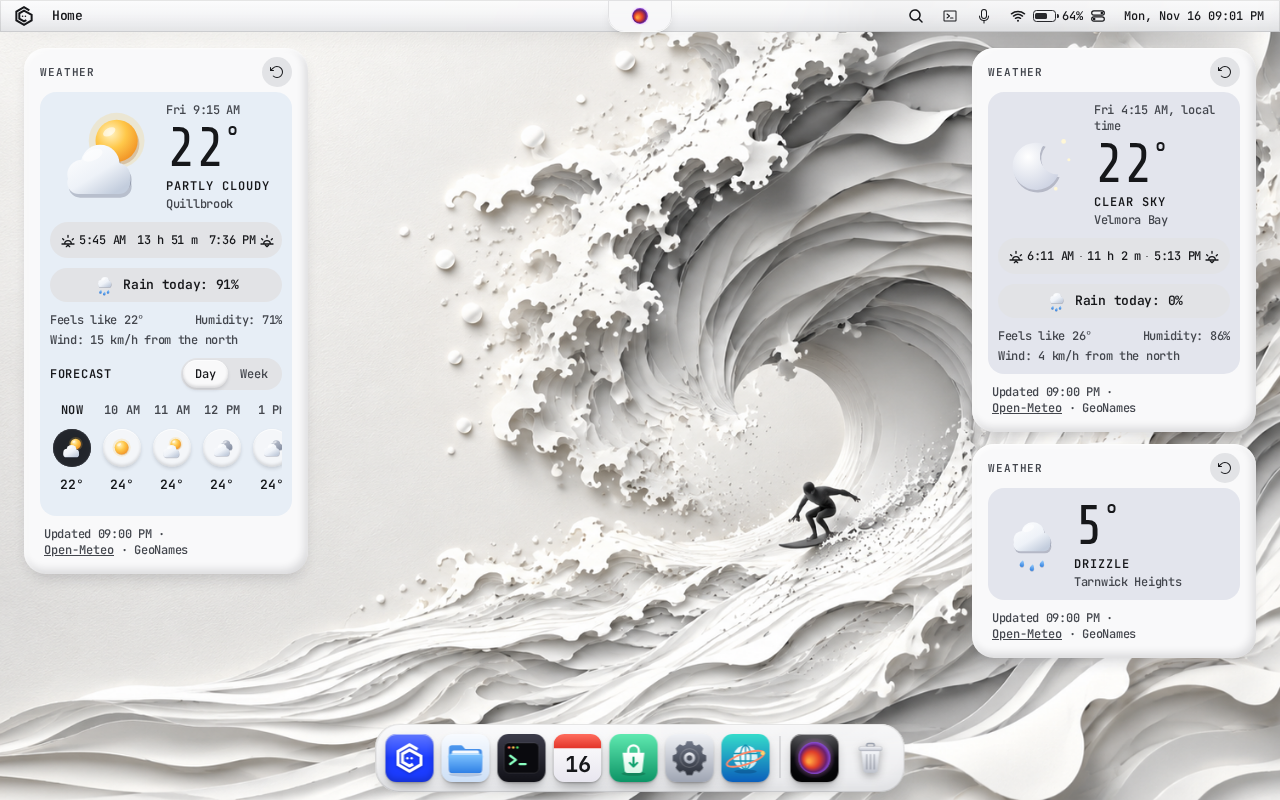 Home
64%
Mon, Nov 16 09:01 PM
WEATHER
Fri 9:15 AM
22°
PARTLY CLOUDY
Quillbrook
5:45 AM 13 h 51 m 7:36 PM
Rain today: 91%
Feels like 22° Humidity: 71%
Wind: 15 km/h from the north
FORECAST Day Week
NOW 10 AM 11 AM 12 PM 1 PM
22° 24° 24° 24° 24°
Updated 09:00 PM ·
Open-Meteo · GeoNames
WEATHER
Fri 4:15 AM, local
time
22°
CLEAR SKY
Velmora Bay
6:11 AM · 11 h 2 m · 5:13 PM
Rain today: 0%
Feels like 26° Humidity: 86%
Wind: 4 km/h from the north
Updated 09:00 PM ·
Open-Meteo · GeoNames
WEATHER
5°
DRIZZLE
Tarnwick Heights
Updated 09:00 PM ·
Open-Meteo · GeoNames
16